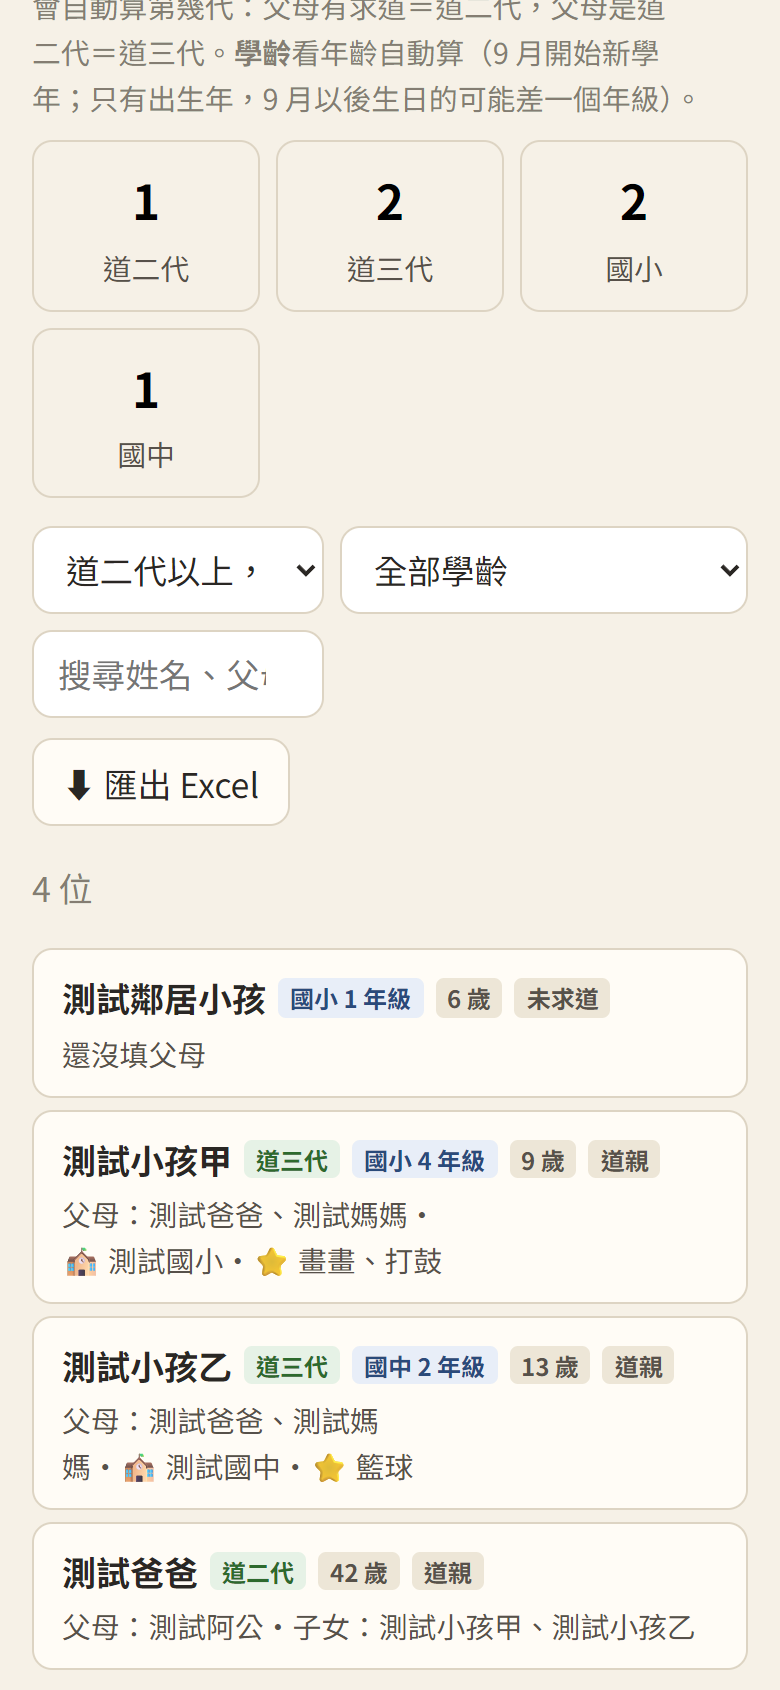 會自動算第幾代：父母有求道＝道二代，父母是道
二代＝道三代。學齡看年齡自動算（9 月開始新學
年；只有出生年，9 月以後生日的可能差一個年級）。
1
道二代
2
道三代
2
國小
1
國中
道二代以上，
全部學齡
搜尋姓名、父
⬇ 匯出 Excel
4 位
測試鄰居小孩 國小 1 年級 6 歲 未求道
還沒填父母
測試小孩甲 道三代 國小 4 年級 9 歲 道親
父母：測試爸爸、測試媽媽・
🏫 測試國小・⭐ 畫畫、打鼓
測試小孩乙 道三代 國中 2 年級 13 歲 道親
父母：測試爸爸、測試媽
媽・🏫 測試國中・⭐ 籃球
測試爸爸 道二代 42 歲 道親
父母：測試阿公・子女：測試小孩甲、測試小孩乙